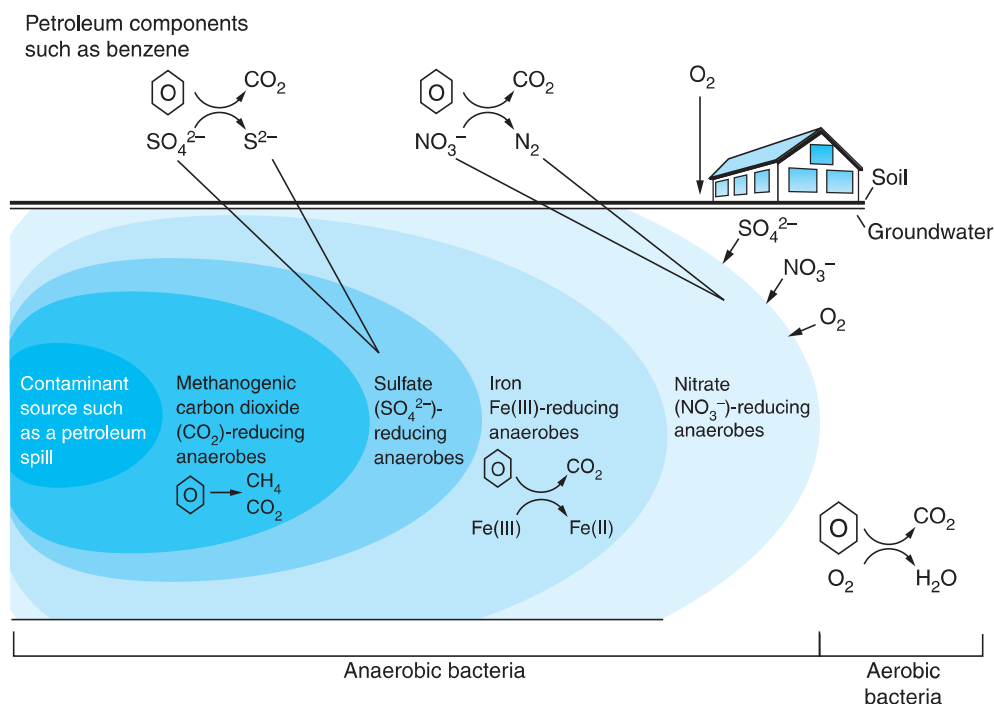 Petroleum components
such as benzene
CO₂
SO₄²⁻
S²⁻
CO₂
NO₃⁻
N₂
O₂
Soil
Groundwater
SO₄²⁻
NO₃⁻
O₂
Contaminant
source such
as a petroleum
spill
Methanogenic
carbon dioxide
(CO₂)-reducing
anaerobes
CH₄
CO₂
Sulfate
(SO₄²⁻)-
reducing
anaerobes
Iron
Fe(III)-reducing
anaerobes
CO₂
Fe(III)
Fe(II)
Nitrate
(NO₃⁻)-reducing
anaerobes
CO₂
O₂
H₂O
Anaerobic bacteria
Aerobic
bacteria